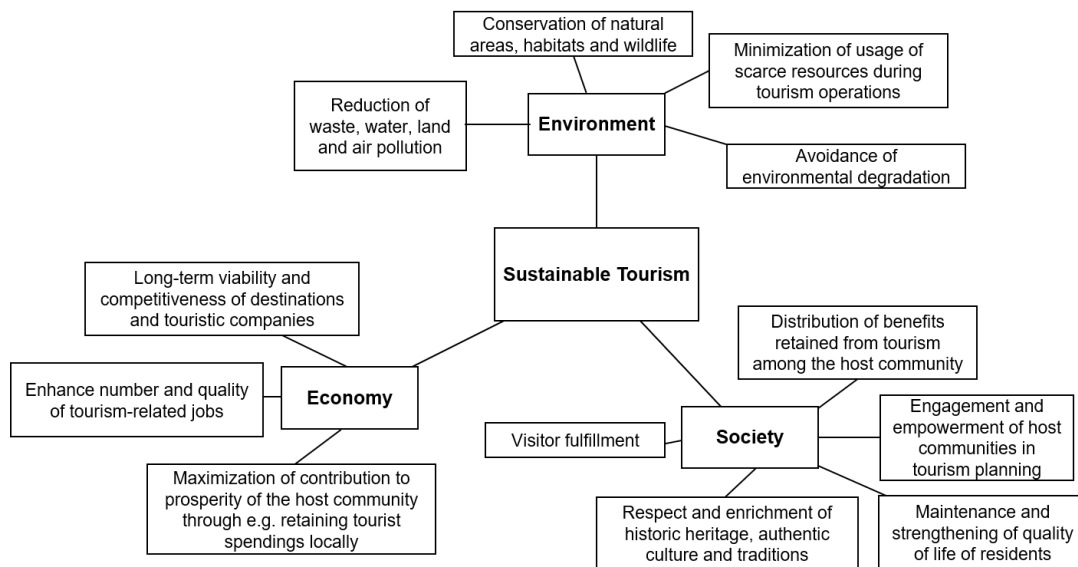 Conservation of natural
areas, habitats and wildlife
Minimization of usage of
scarce resources during
tourism operations
Reduction of
waste, water, land
and air pollution
Environment
Avoidance of
environmental degradation
Sustainable Tourism
Long-term viability and
competitiveness of destinations
and touristic companies
Enhance number and quality
of tourism-related jobs
Economy
Maximization of contribution to
prosperity of the host community
through e.g. retaining tourist
spendings locally
Distribution of benefits
retained from tourism
among the host community
Visitor fulfillment
Society
Engagement and
empowerment of host
communities in
tourism planning
Respect and enrichment of
historic heritage, authentic
culture and traditions
Maintenance and
strengthening of quality
of life of residents